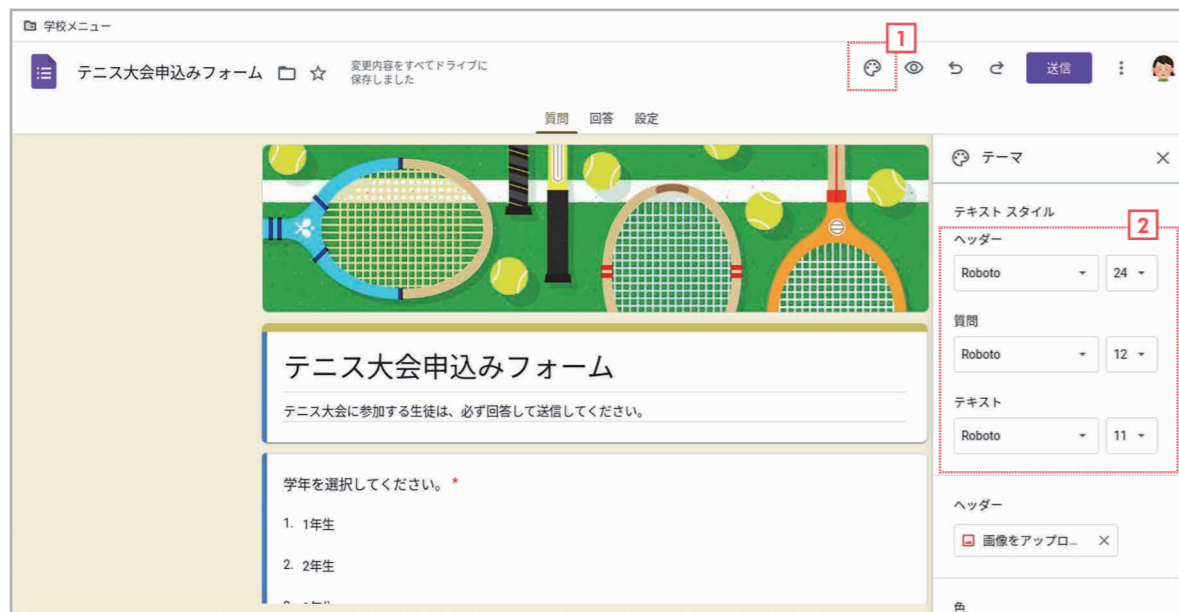 学校メニュー
1
テニス大会申込みフォーム
変更内容をすべてドライブに
保存しました
送信
質問 回答 設定
テーマ
テキスト スタイル
2
ヘッダー
Roboto 24
質問
Roboto 12
テキスト
Roboto 11
ヘッダー
画像をアップロ...
色
テニス大会申込みフォーム
テニス大会に参加する生徒は、必ず回答して送信してください。
学年を選択してください。 *
1. 1年生
2. 2年生